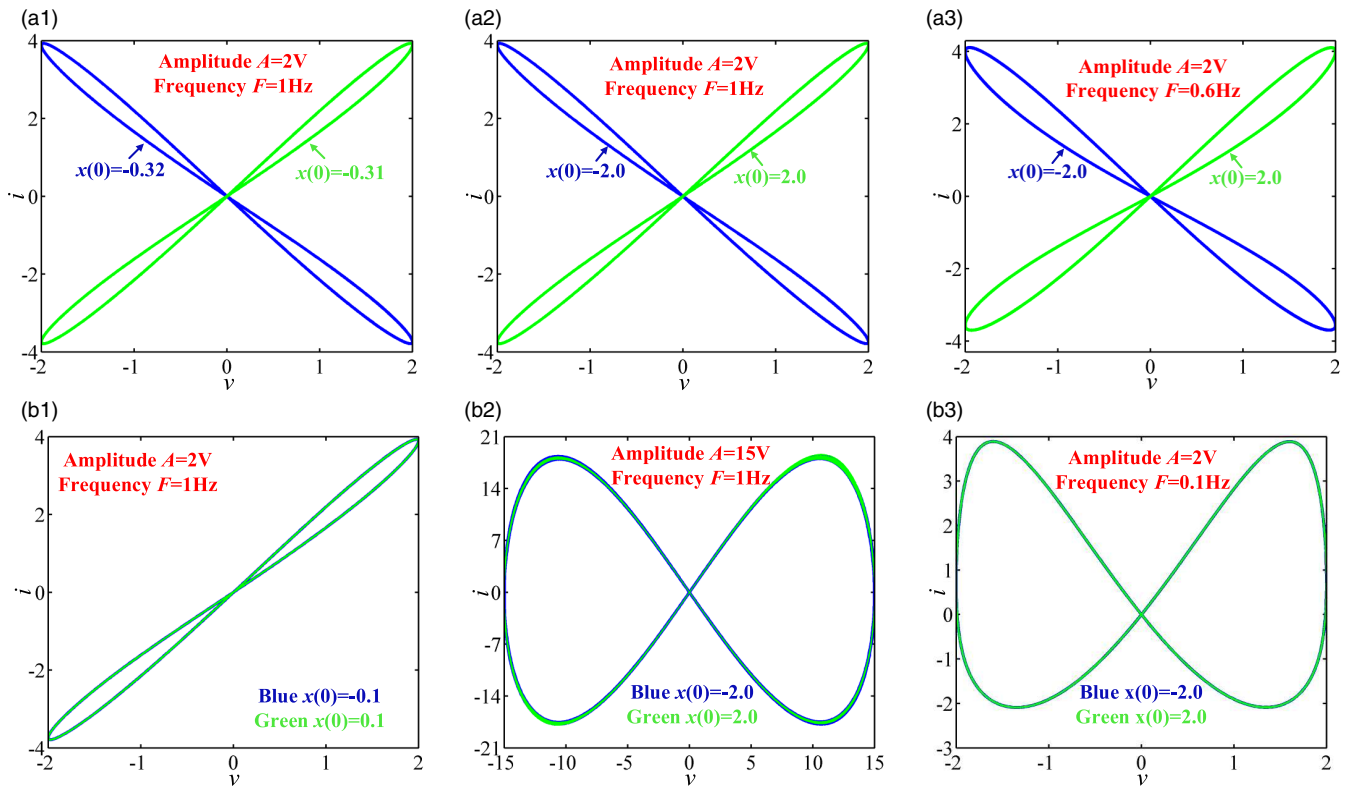 (a1)
Amplitude A=2V
Frequency F=1Hz
x(0)=-0.32
x(0)=-0.31
i
4
2
0
-2
-4
-2
-1
0
1
2
v
(a2)
Amplitude A=2V
Frequency F=1Hz
x(0)=-2.0
x(0)=2.0
i
4
2
0
-2
-4
-2
-1
0
1
2
v
(a3)
Amplitude A=2V
Frequency F=0.6Hz
x(0)=-2.0
x(0)=2.0
i
4
2
0
-2
-4
-2
-1
0
1
2
v
(b1)
Amplitude A=2V
Frequency F=1Hz
Blue x(0)=-0.1
Green x(0)=0.1
i
4
2
0
-2
-4
-2
-1
0
1
2
v
(b2)
Amplitude A=15V
Frequency F=1Hz
Blue x(0)=-2.0
Green x(0)=2.0
i
21
14
7
0
-7
-14
-21
-15
-10
-5
0
5
10
15
v
(b3)
Amplitude A=2V
Frequency F=0.1Hz
Blue x(0)=-2.0
Green x(0)=2.0
i
4
3
2
1
0
-1
-2
-3
-2
-1
0
1
2
v